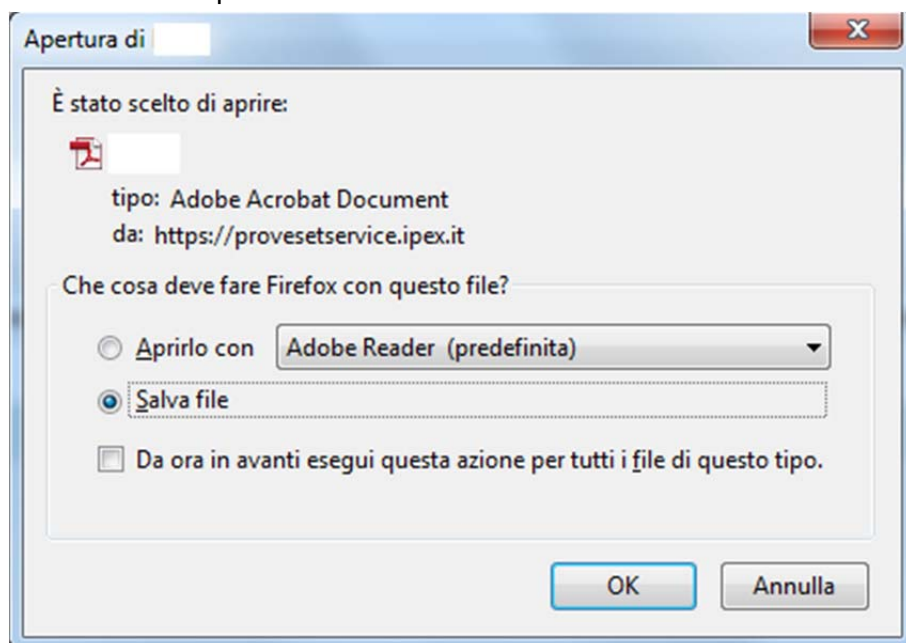 Apertura di
È stato scelto di aprire:
tipo: Adobe Acrobat Document
da: https://provesetservice.ipex.it
Che cosa deve fare Firefox con questo file?
Aprirlo con Adobe Reader (predefinita)
Salva file
Da ora in avanti esegui questa azione per tutti i file di questo tipo.
OK Annulla